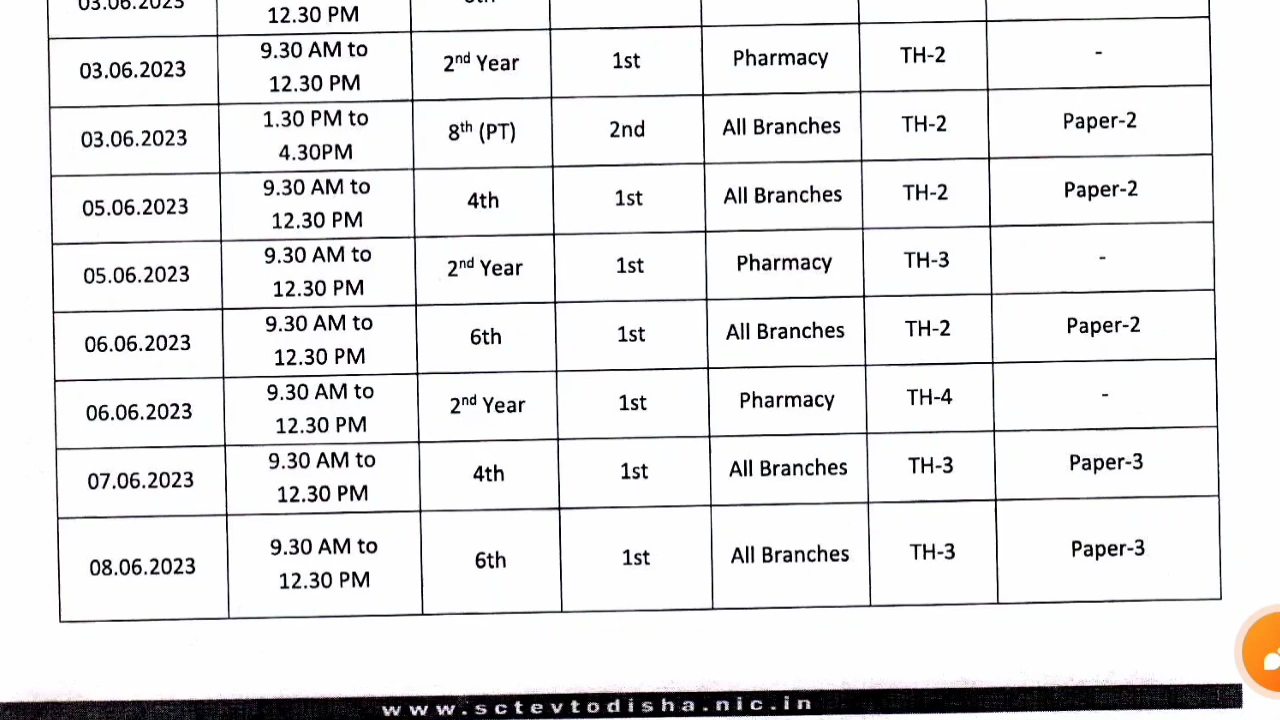 03.06.2023
12.30 PM
03.06.2023 9.30 AM to 12.30 PM 2nd Year 1st Pharmacy TH-2 -
03.06.2023 1.30 PM to 4.30PM 8th (PT) 2nd All Branches TH-2 Paper-2
05.06.2023 9.30 AM to 12.30 PM 4th 1st All Branches TH-2 Paper-2
05.06.2023 9.30 AM to 12.30 PM 2nd Year 1st Pharmacy TH-3 -
06.06.2023 9.30 AM to 12.30 PM 6th 1st All Branches TH-2 Paper-2
06.06.2023 9.30 AM to 12.30 PM 2nd Year 1st Pharmacy TH-4 -
07.06.2023 9.30 AM to 12.30 PM 4th 1st All Branches TH-3 Paper-3
08.06.2023 9.30 AM to 12.30 PM 6th 1st All Branches TH-3 Paper-3
www.sctevtodisha.nic.in